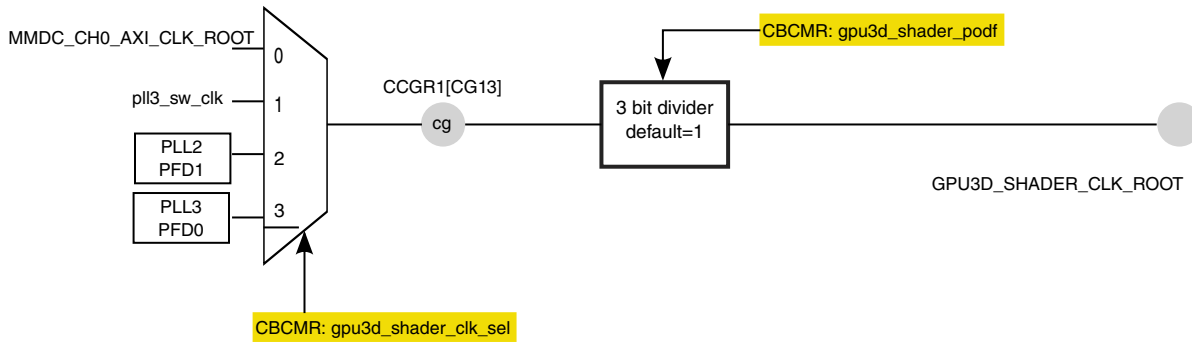 MMDC_CH0_AXI_CLK_ROOT
0
pll3_sw_clk
1
PLL2
PFD1
2
PLL3
PFD0
3
CBCMR: gpu3d_shader_clk_sel
CCGR1[CG13]
cg
CBCMR: gpu3d_shader_podf
3 bit divider
default=1
GPU3D_SHADER_CLK_ROOT